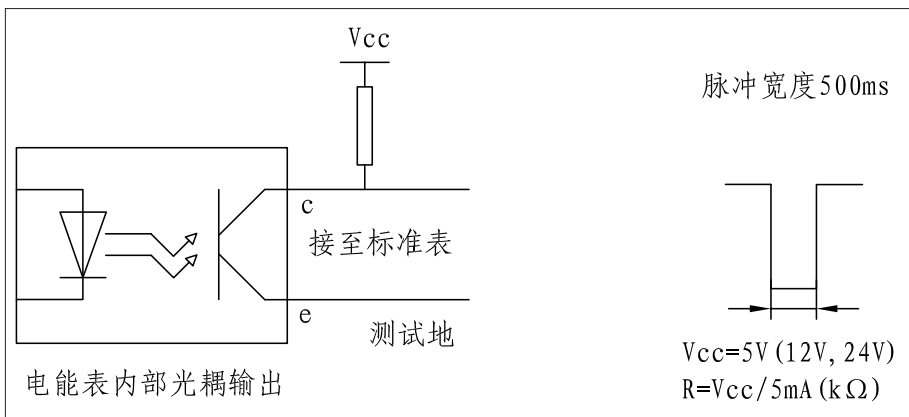 Vcc
脉冲宽度500ms
c
接至标准表
e
测试地
电能表内部光耦输出
Vcc=5V(12V,24V)
R=Vcc/5mA(kΩ)